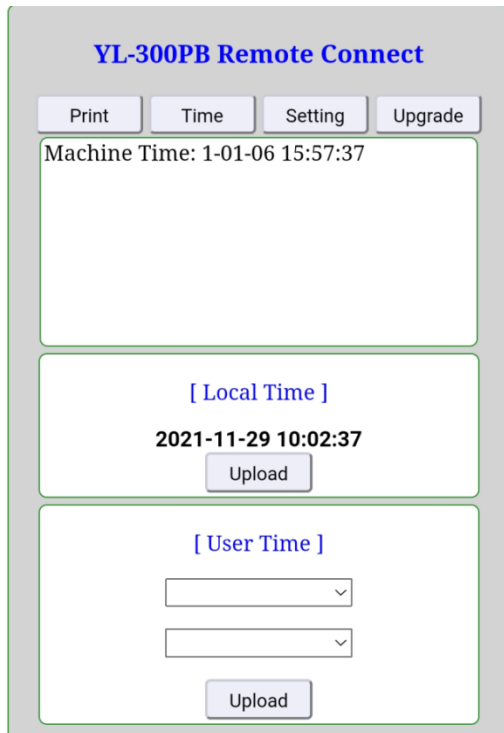 YL-300PB Remote Connect
Print Time Setting Upgrade
Machine Time: 1-01-06 15:57:37
[ Local Time ]
2021-11-29 10:02:37
Upload
[ User Time ]
Upload